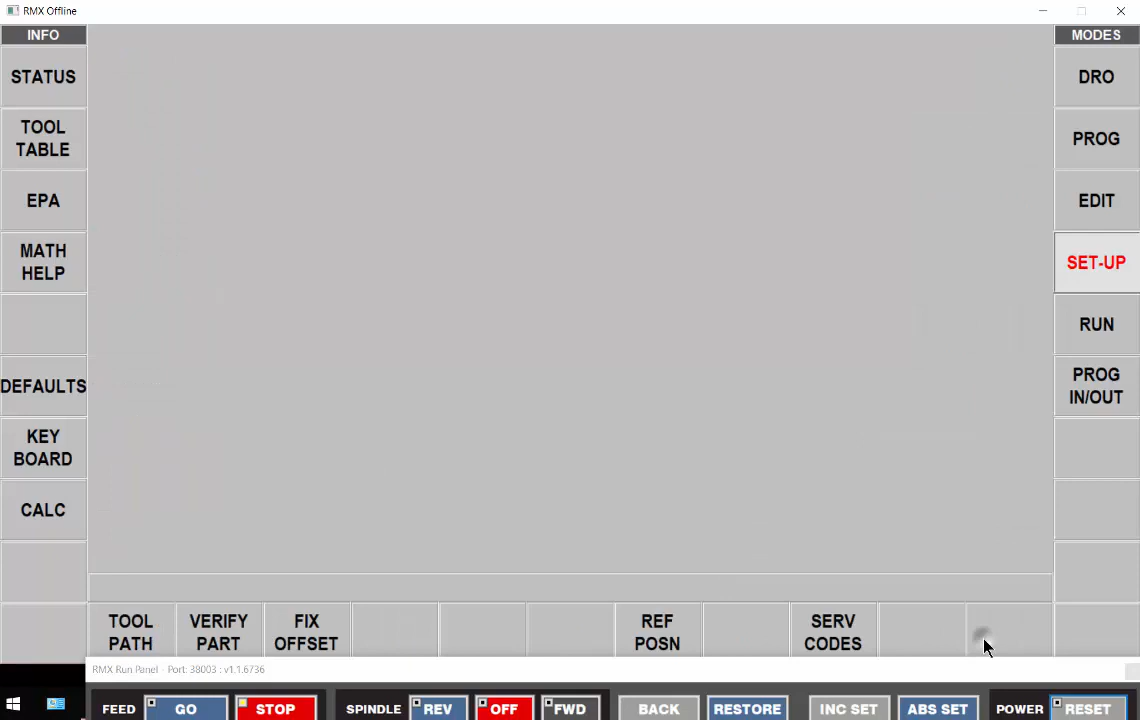 RMX Offline
INFO
MODES
STATUS
TOOL
TABLE
EPA
MATH
HELP
DEFAULTS
KEY
BOARD
CALC
DRO
PROG
EDIT
SET-UP
RUN
PROG
IN/OUT
TOOL
PATH
VERIFY
PART
FIX
OFFSET
REF
POSN
SERV
CODES
RMX Run Panel - Port: 38003 : v1.1.6736
FEED GO STOP SPINDLE REV OFF FWD BACK RESTORE INC SET ABS SET POWER RESET